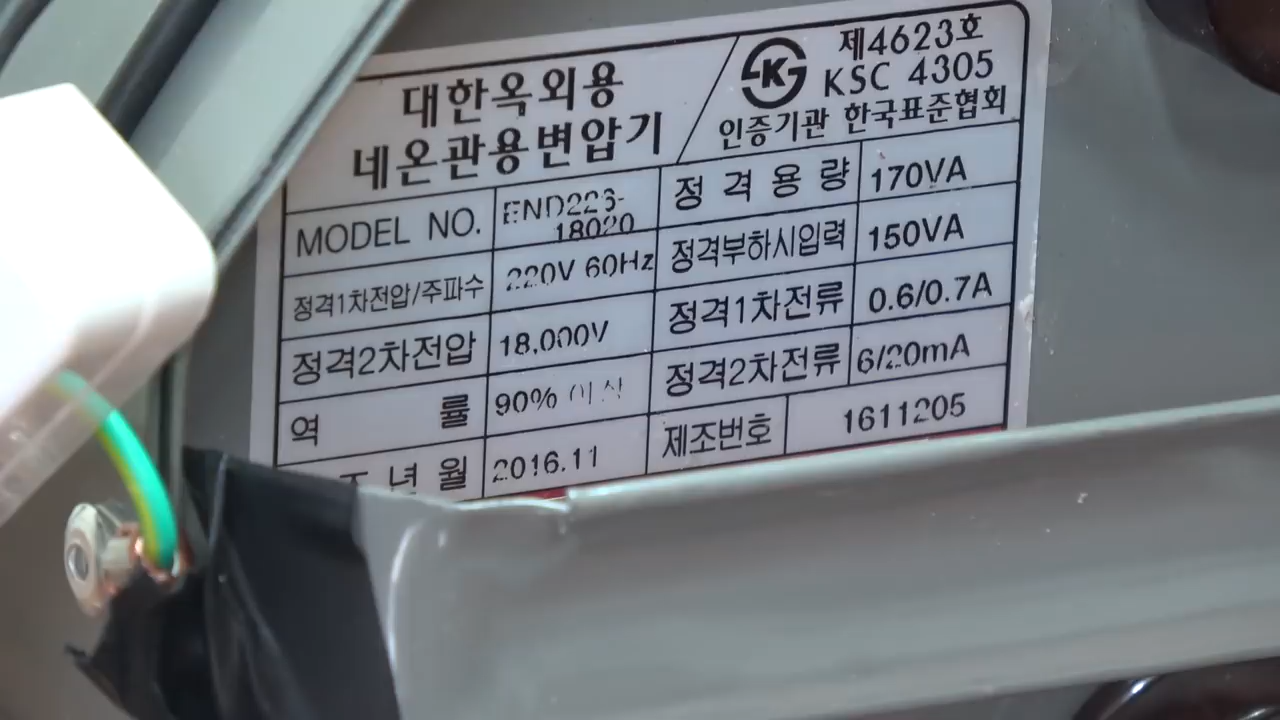 대한옥외용
네온관용변압기
제4623호
KSC 4305
인증기관 한국표준협회
MODEL NO. END226-18020
정격용량 170VA
정격1차전압/주파수 220V 60Hz
정격부하시입력 150VA
정격2차전압 18,000V
정격1차전류 0.6/0.7A
역률 90% 이상
정격2차전류 6/20mA
년월 2016.11
제조번호 1611205